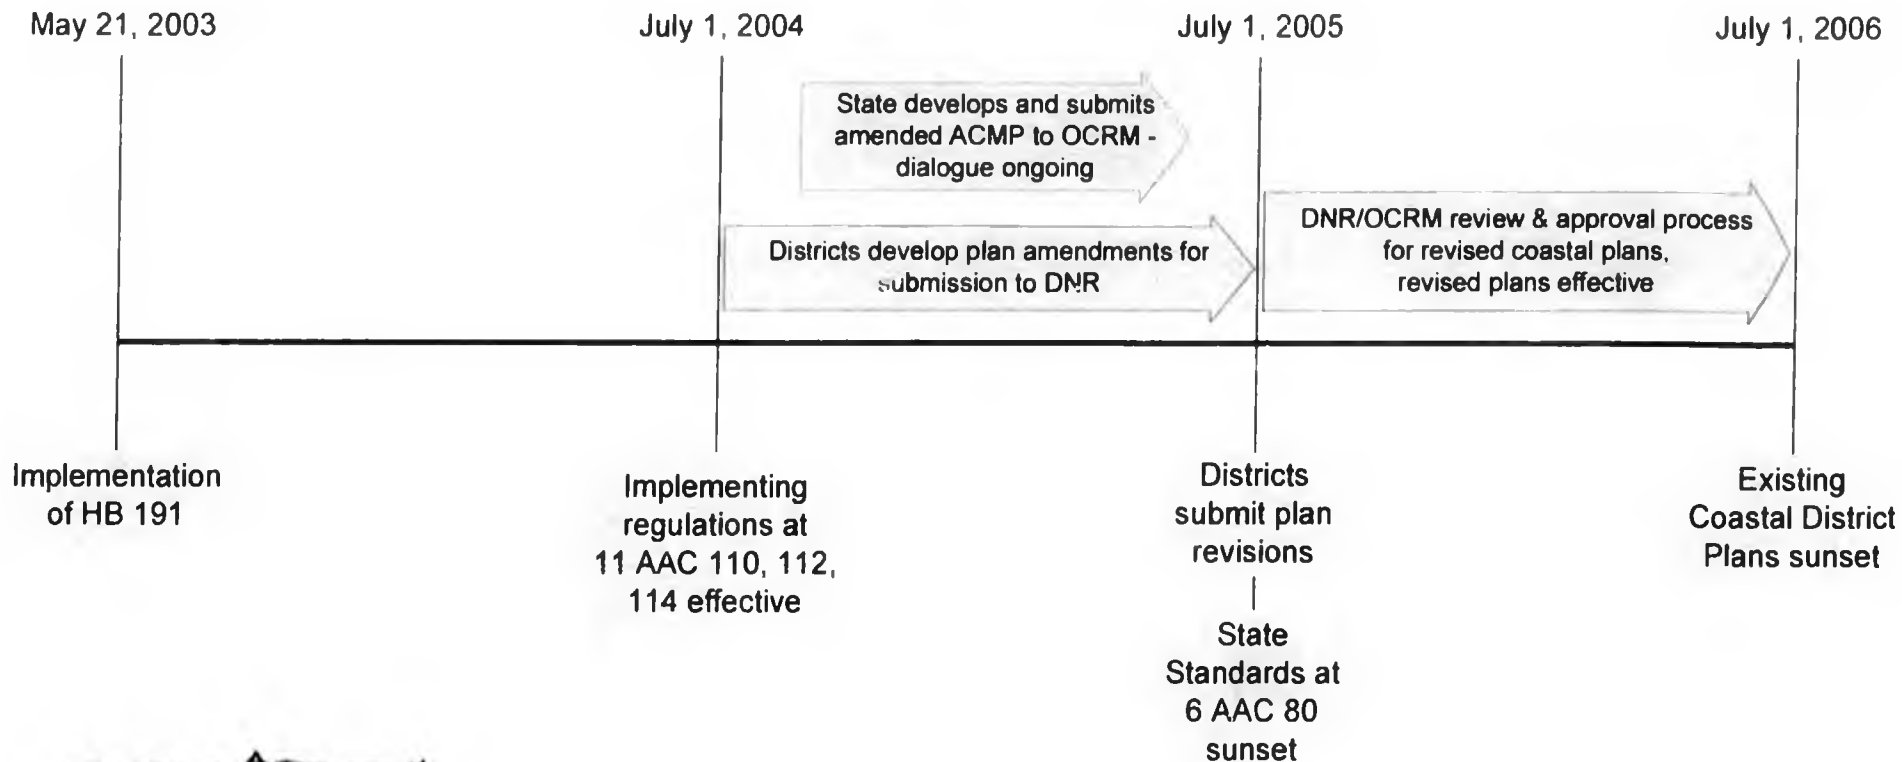 May 21, 2003
July 1, 2004
July 1, 2005
July 1, 2006
State develops and submits
amended ACMP to OCRM -
dialogue ongoing
Districts develop plan amendments for
submission to DNR
DNR/OCRM review & approval process
for revised coastal plans,
revised plans effective
Implementation
of HB 191
Implementing
regulations at
11 AAC 110, 112,
114 effective
Districts
submit plan
revisions
State
Standards at
6 AAC 80
sunset
Existing
Coastal District
Plans sunset